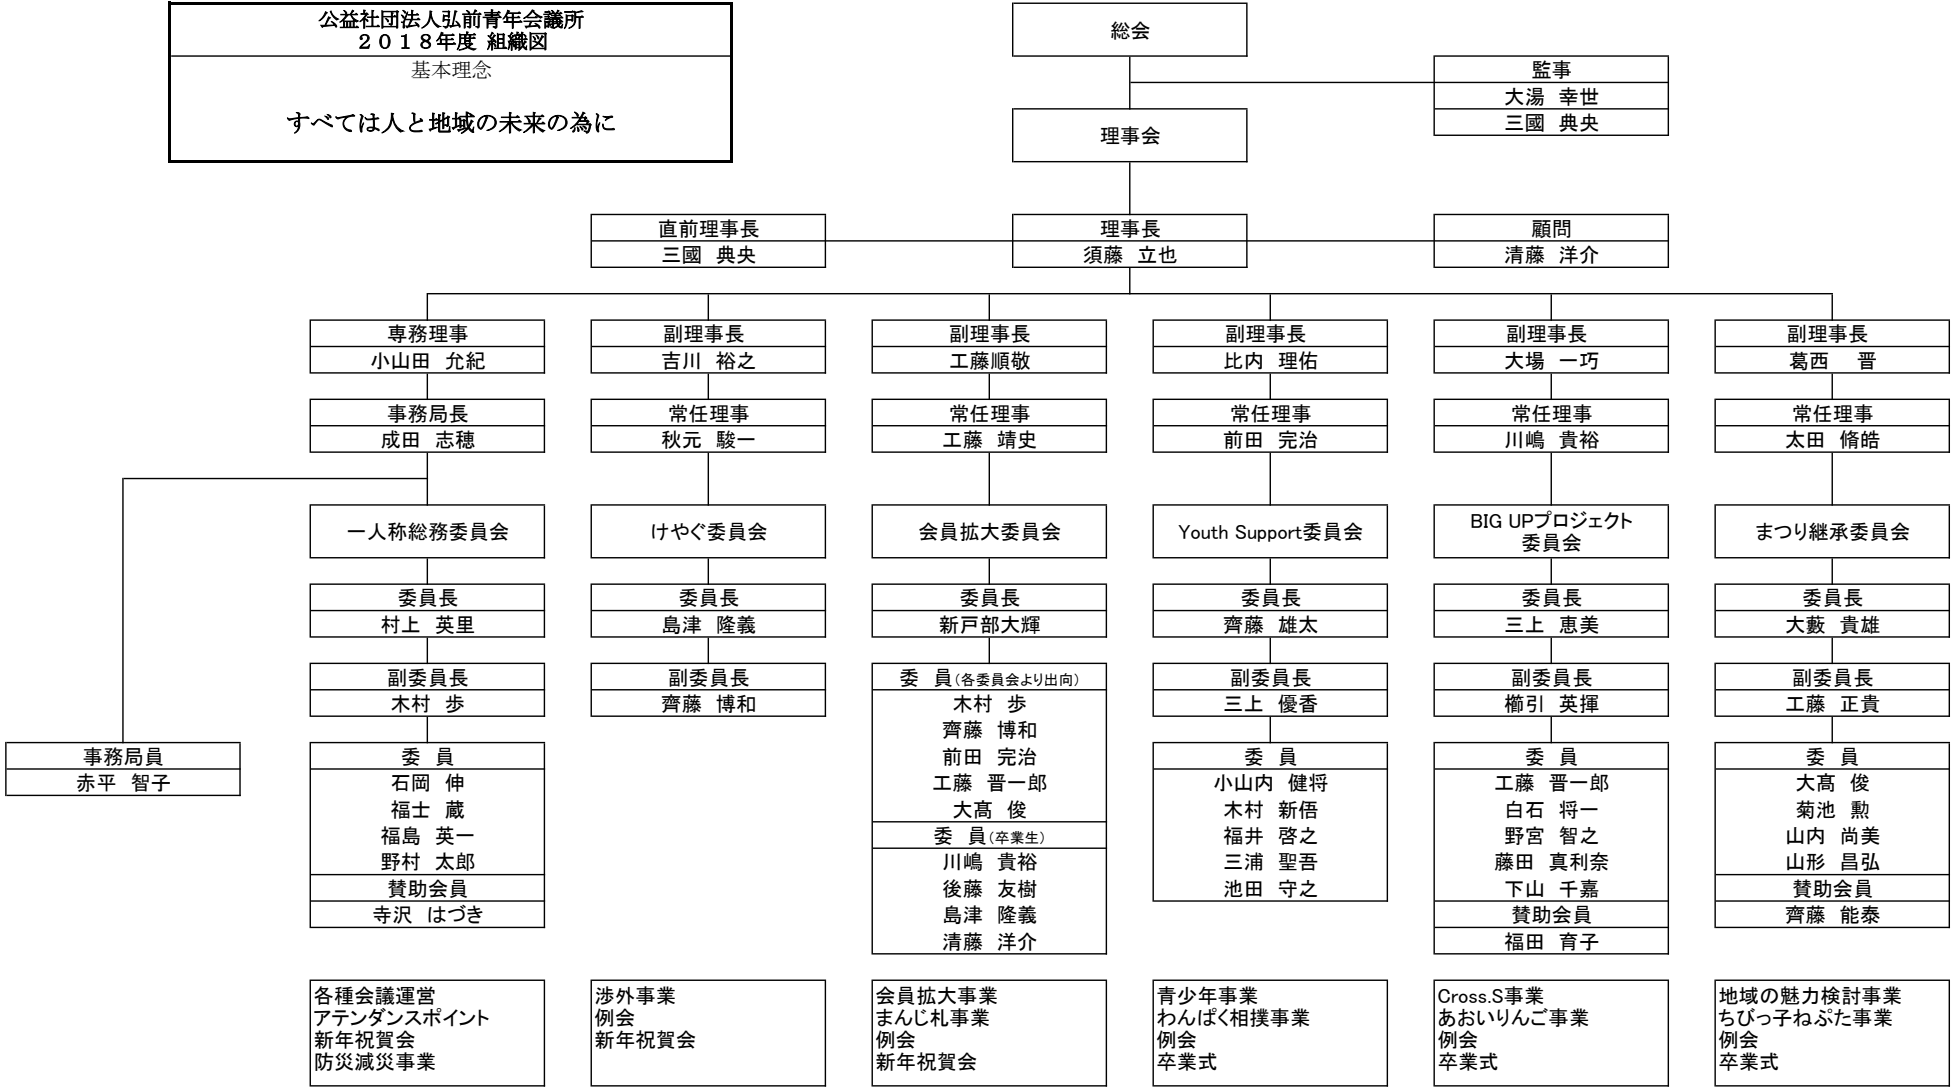 公益社団法人弘前青年会議所
２０１８年度 組織図
基本理念
すべては人と地域の未来の為に
総会
監事
大湯　幸世
三國　典央
理事会
直前理事長
三國　典央
理事長
須藤　立也
顧問
清藤　洋介
専務理事
小山田　允紀
事務局長
成田　志穂
一人称総務委員会
委員長
村上　英里
副委員長
木村　歩
事務局員
赤平　智子
委　員
石岡　伸
福士　蔵
福島　英一
野村　太郎
賛助会員
寺沢　はづき
各種会議運営
アテンダンスポイント
新年祝賀会
防災減災事業
副理事長
吉川　裕之
常任理事
秋元　駿一
けやぐ委員会
委員長
島津　隆義
副委員長
齊藤　博和
渉外事業
例会
新年祝賀会
副理事長
工藤順敬
常任理事
工藤　靖史
会員拡大委員会
委員長
新戸部大輝
委　員（各委員会より出向）
木村　歩
齊藤　博和
前田　完治
工藤　晋一郎
大髙　俊
委　員（卒業生）
川嶋　貴裕
後藤　友樹
島津　隆義
清藤　洋介
会員拡大事業
まんじ札事業
例会
新年祝賀会
副理事長
比内　理佑
常任理事
前田　完治
Youth Support委員会
委員長
齊藤　雄太
副委員長
三上　優香
委　員
小山内　健将
木村　新悟
福井　啓之
三浦　聖吾
池田　守之
青少年事業
わんぱく相撲事業
例会
卒業式
副理事長
大場　一巧
常任理事
川嶋　貴裕
BIG UPプロジェクト
委員会
委員長
三上　恵美
副委員長
櫛引　英揮
委　員
工藤　晋一郎
白石　将一
野宮　智之
藤田　真利奈
下山　千嘉
賛助会員
福田　育子
Cross.S事業
あおいりんご事業
例会
卒業式
副理事長
葛西　晋
常任理事
太田　脩皓
まつり継承委員会
委員長
大藪　貴雄
副委員長
工藤　正貴
委　員
大髙　俊
菊池　勲
山内　尚美
山形　昌弘
賛助会員
齊藤　能泰
地域の魅力検討事業
ちびっ子ねぷた事業
例会
卒業式